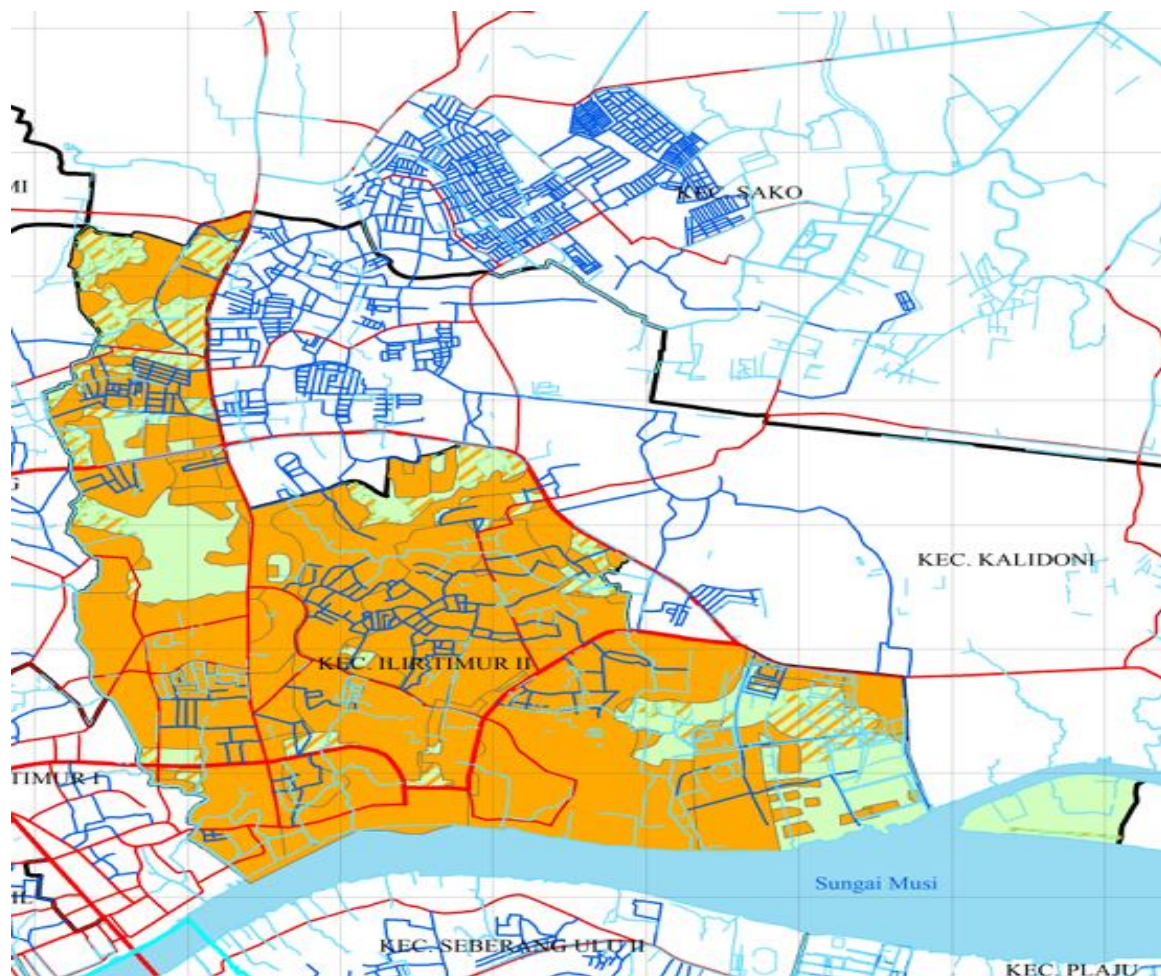 MI
KEC. SAKO
G
KEC. KALIDONI
KEC. ILIR TIMUR II
TIMUR I
Sungai Musi
IL
KEC. SEBERANG ULU II
KEC. PLAJU